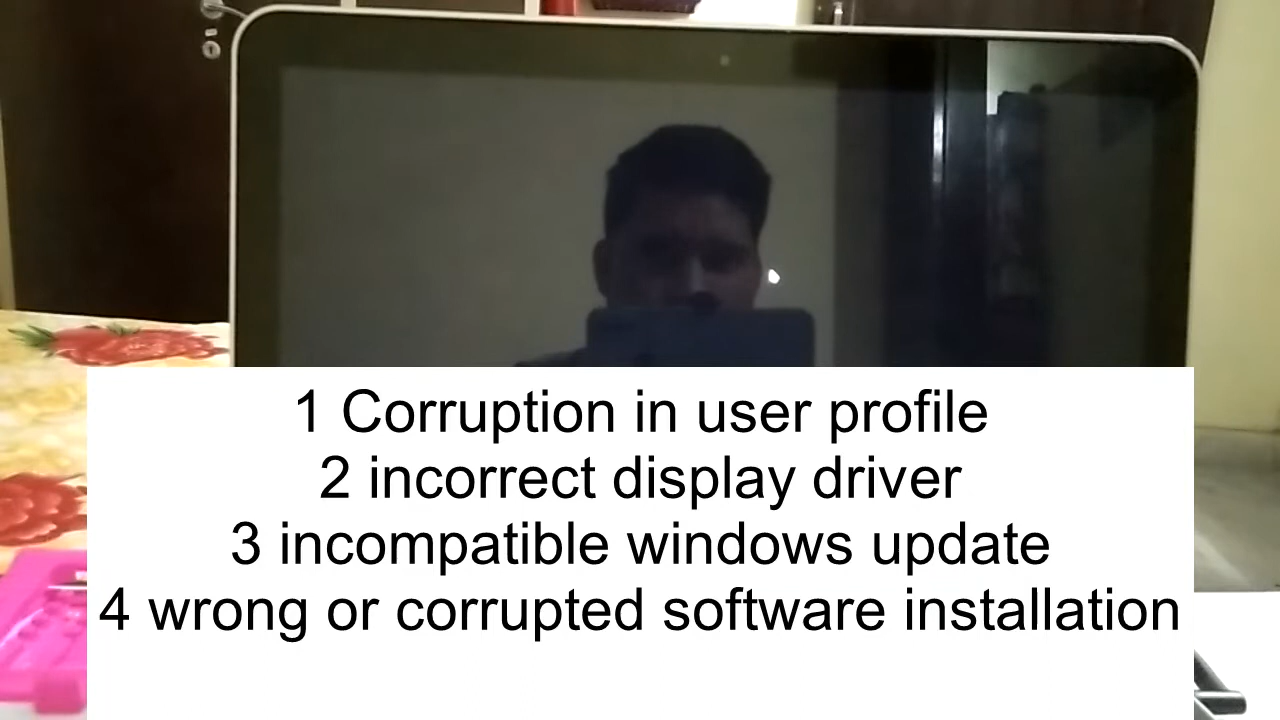 1 Corruption in user profile
2 incorrect display driver
3 incompatible windows update
4 wrong or corrupted software installation